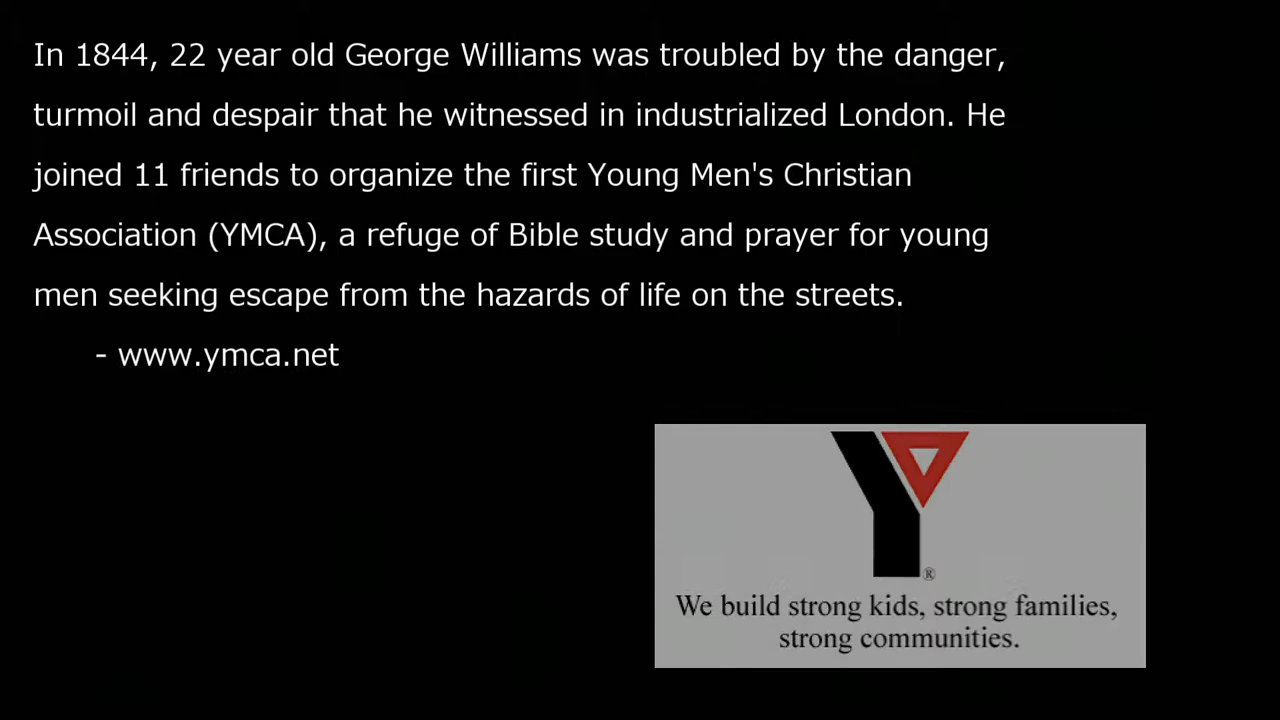 In 1844, 22 year old George Williams was troubled by the danger,
turmoil and despair that he witnessed in industrialized London. He
joined 11 friends to organize the first Young Men's Christian
Association (YMCA), a refuge of Bible study and prayer for young
men seeking escape from the hazards of life on the streets.
- www.ymca.net
Y®
We build strong kids, strong families,
strong communities.